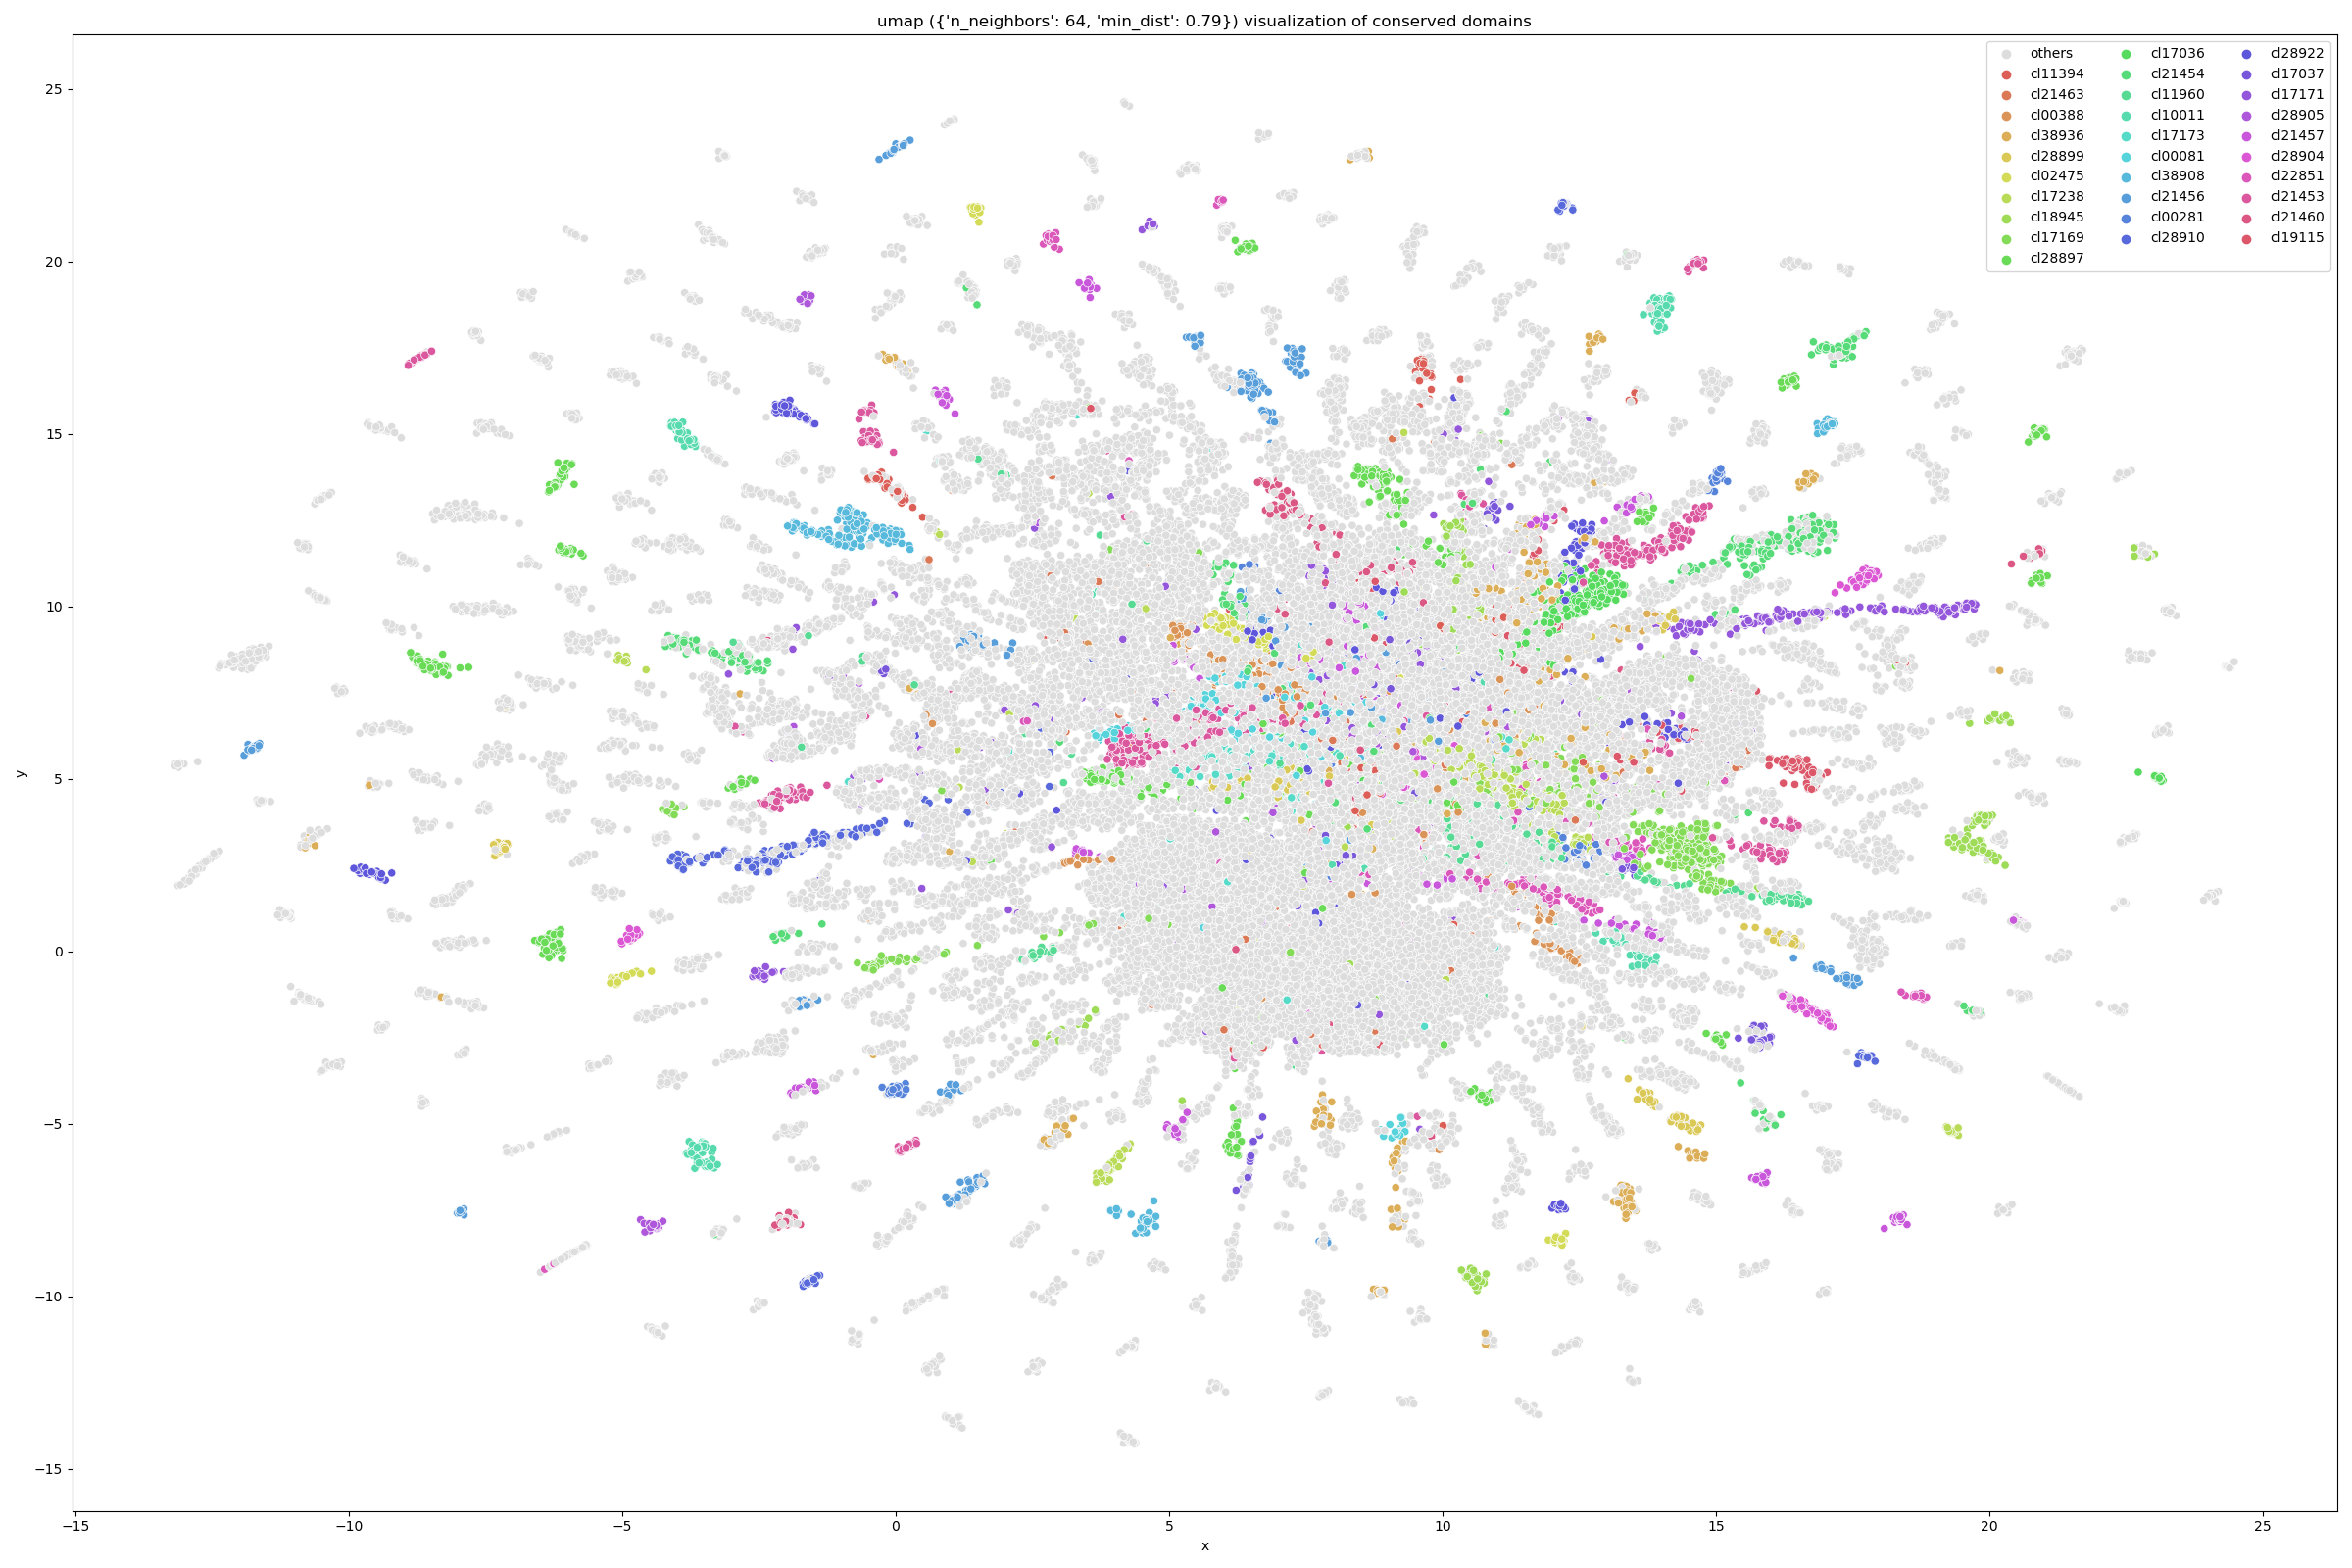 umap ({'n_neighbors': 64, 'min_dist': 0.79}) visualization of conserved domains
others
cl11394
cl21463
cl00388
cl38936
cl28899
cl02475
cl17238
cl18945
cl17169
cl28897
cl17036
cl21454
cl11960
cl10011
cl17173
cl00081
cl38908
cl21456
cl00281
cl28910
cl28922
cl17037
cl17171
cl28905
cl21457
cl28904
cl22851
cl21453
cl21460
cl19115
y
25
20
15
10
5
0
−5
−10
−15
−15
−10
−5
0
5
10
15
20
25
x